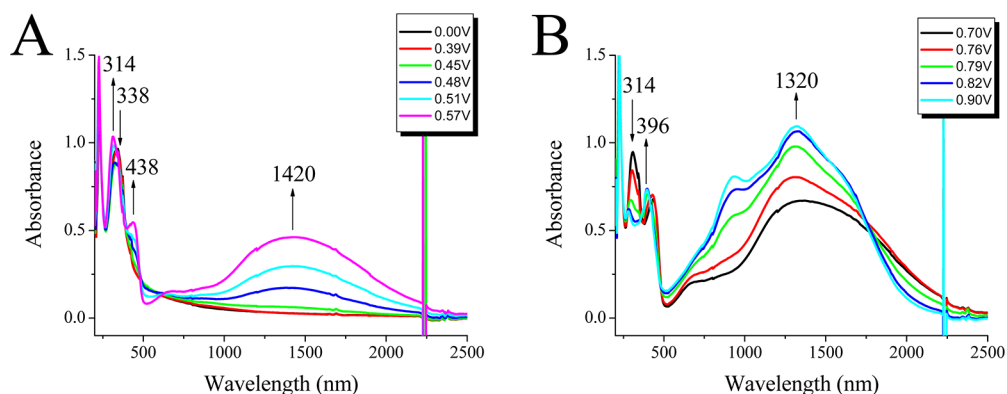 A
314
338
438
1420
0.00V
0.39V
0.45V
0.48V
0.51V
0.57V
1.5
1.0
0.5
0.0
Absorbance
500
1000
1500
2000
2500
Wavelength (nm)
B
314
396
1320
0.70V
0.76V
0.79V
0.82V
0.90V
1.5
1.0
0.5
0.0
Absorbance
500
1000
1500
2000
2500
Wavelength (nm)